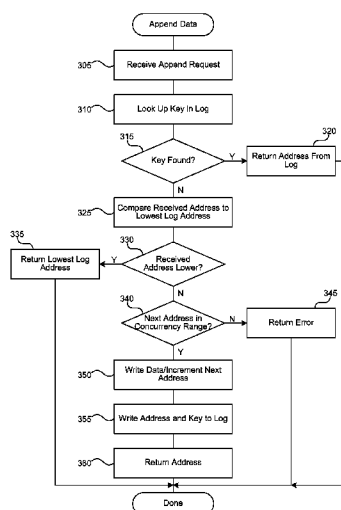 Append Data
305
Receive Append Request
310
Look Up Key In Log
315
320
Key Found?
Y
Return Address From
Log
N
325
Compare Received Address to
Lowest Log Address
335
330
Return Lowest Log
Address
Y
Received
Address Lower?
N
340
345
Next Address in
Concurrency Range?
N
Return Error
Y
350
Write Data/Increment Next
Address
355
Write Address and Key to Log
360
Return Address
Done